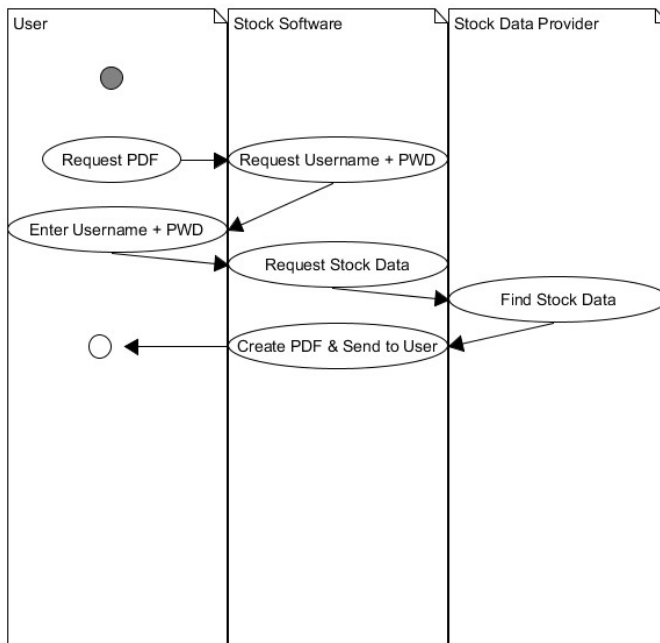 User
Stock Software
Stock Data Provider
Request PDF
Request Username + PWD
Enter Username + PWD
Request Stock Data
Find Stock Data
Create PDF & Send to User